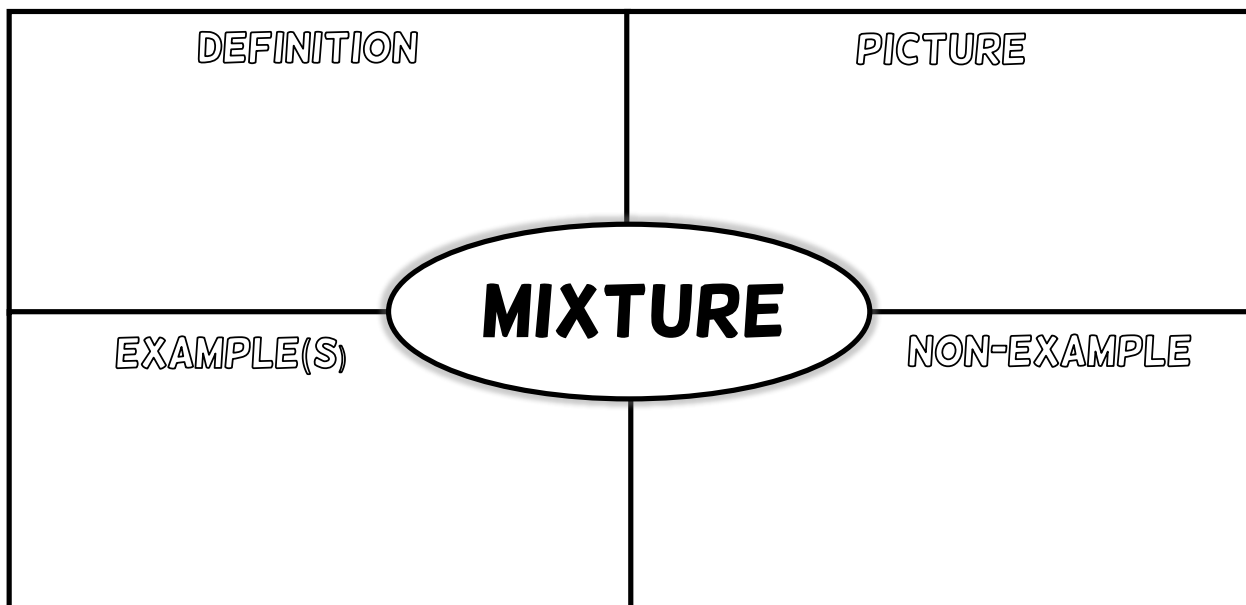 DEFINITION
PICTURE
MIXTURE
EXAMPLE(S)
NON-EXAMPLE